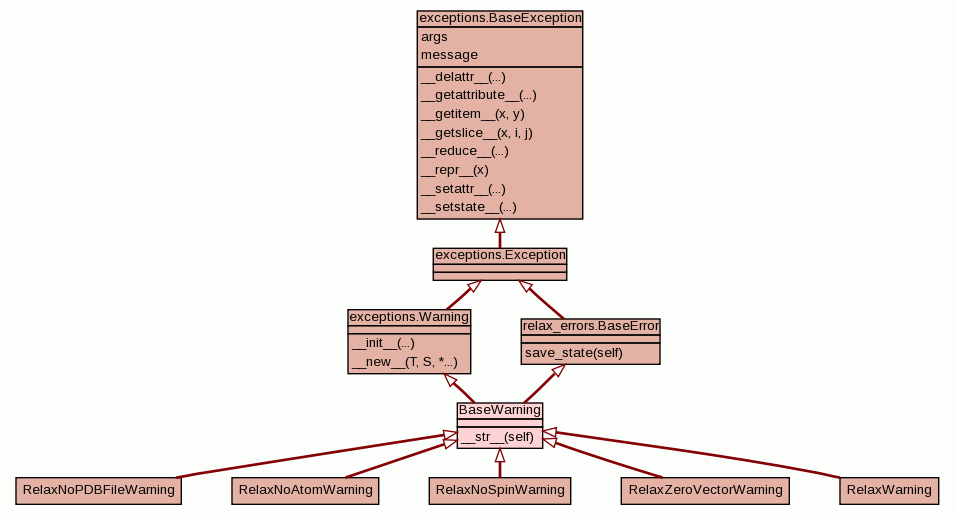 exceptions.BaseException
args
message
__delattr__(...)
__getattribute__(...)
__getitem__(x, y)
__getslice__(x, i, j)
__reduce__(...)
__repr__(x)
__setattr__(...)
__setstate__(...)
exceptions.Exception
exceptions.Warning
__init__(...)
__new__(T, S, *...)
relax_errors.BaseError
save_state(self)
BaseWarning
__str__(self)
RelaxNoPDBFileWarning
RelaxNoAtomWarning
RelaxNoSpinWarning
RelaxZeroVectorWarning
RelaxWarning